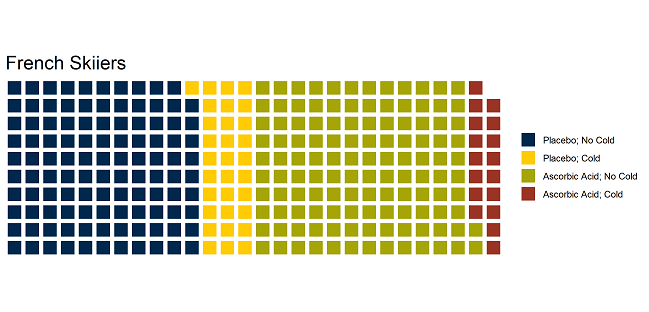 French Skiiers
Placebo; No Cold
Placebo; Cold
Ascorbic Acid; No Cold
Ascorbic Acid; Cold